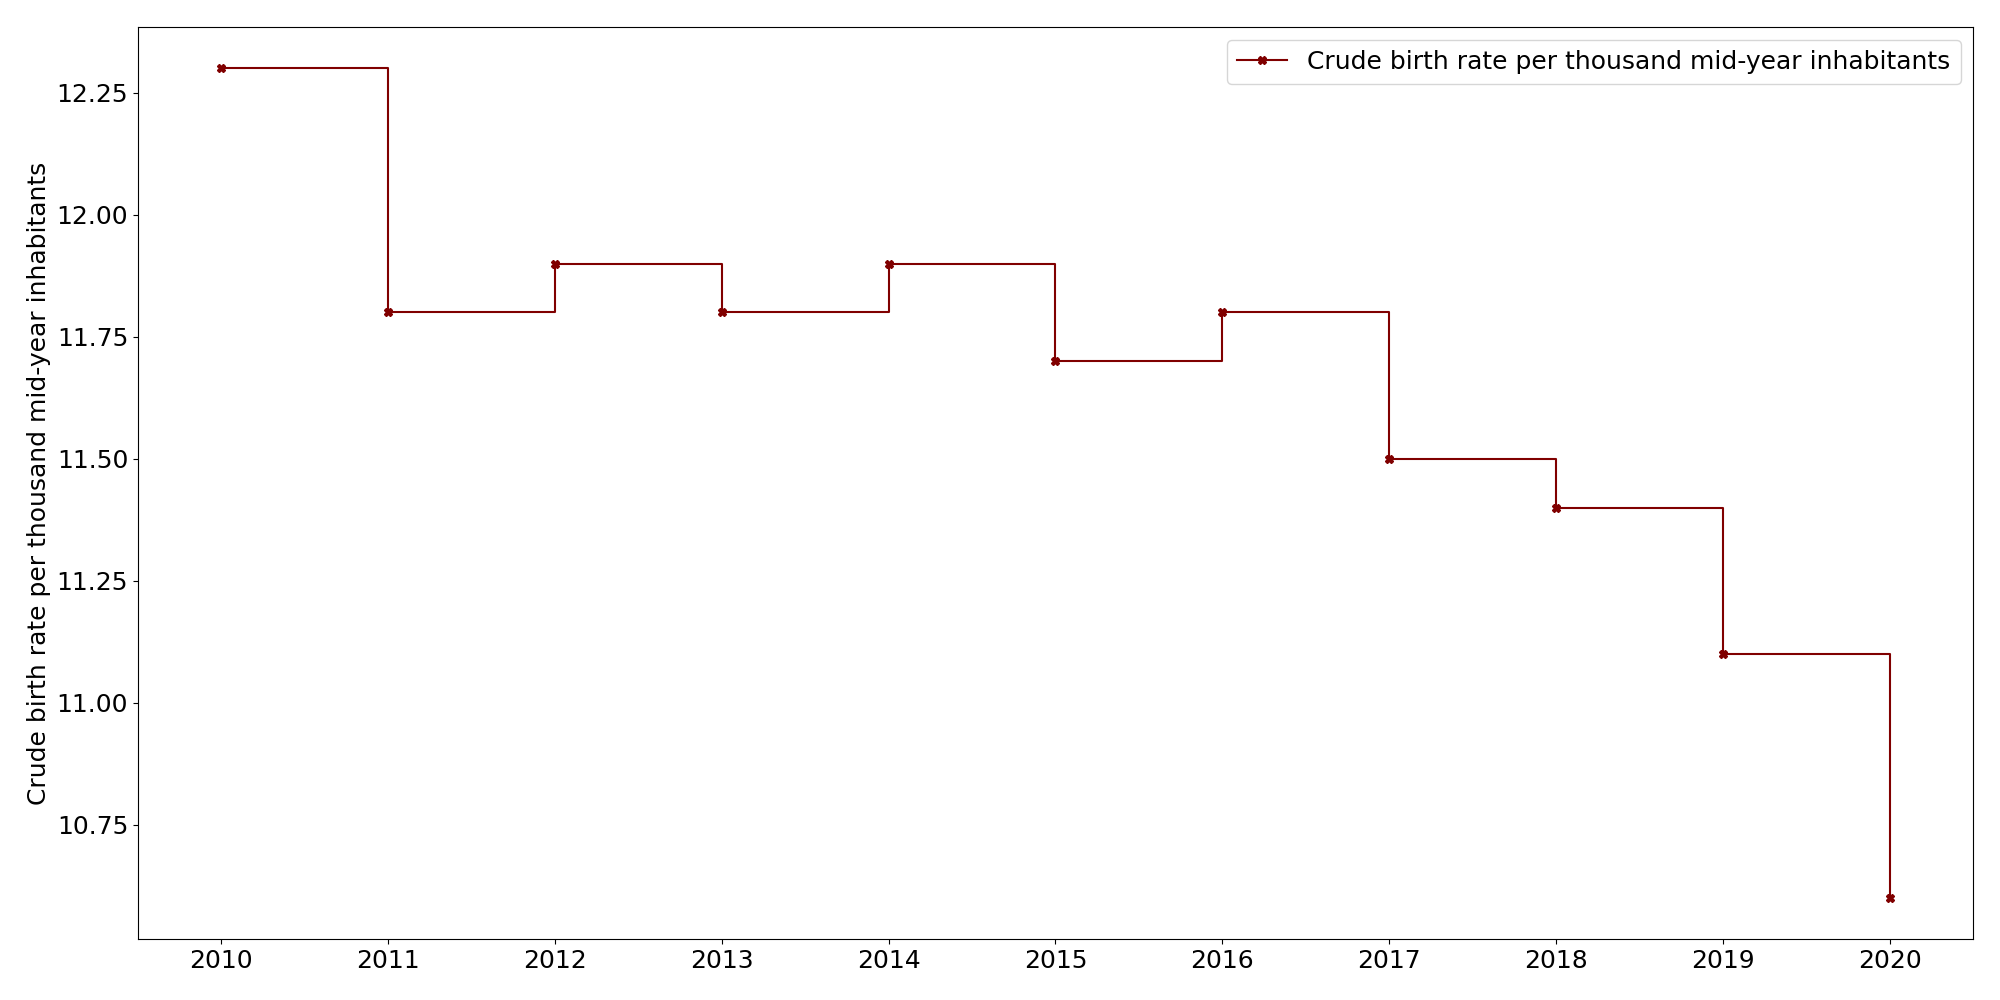 Crude birth rate per thousand mid-year inhabitants
Crude birth rate per thousand mid-year inhabitants
12.25
12.00
11.75
11.50
11.25
11.00
10.75
2010 2011 2012 2013 2014 2015 2016 2017 2018 2019 2020